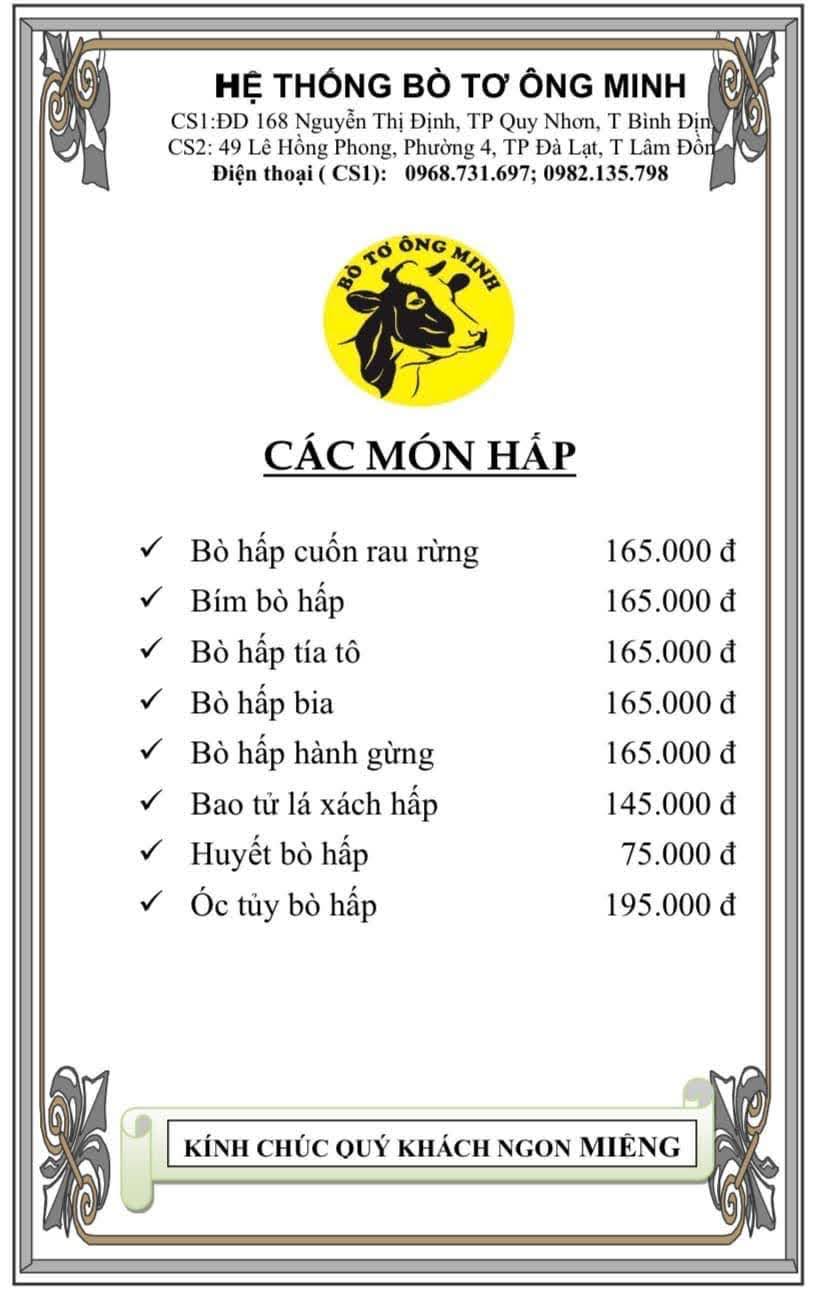 HỆ THỐNG BÒ TƠ ÔNG MINH
CS1:ĐD 168 Nguyễn Thị Định, TP Quy Nhơn, T Bình Địn
CS2: 49 Lê Hồng Phong, Phường 4, TP Đà Lạt, T Lâm Đồn
Điện thoại ( CS1): 0968.731.697; 0982.135.798
BÒ TƠ ÔNG MINH
CÁC MÓN HẤP
✓ Bò hấp cuốn rau rừng 165.000 đ
✓ Bím bò hấp 165.000 đ
✓ Bò hấp tía tô 165.000 đ
✓ Bò hấp bia 165.000 đ
✓ Bò hấp hành gừng 165.000 đ
✓ Bao tử lá xách hấp 145.000 đ
✓ Huyết bò hấp 75.000 đ
✓ Óc tủy bò hấp 195.000 đ
KÍNH CHÚC QUÝ KHÁCH NGON MIỆNG